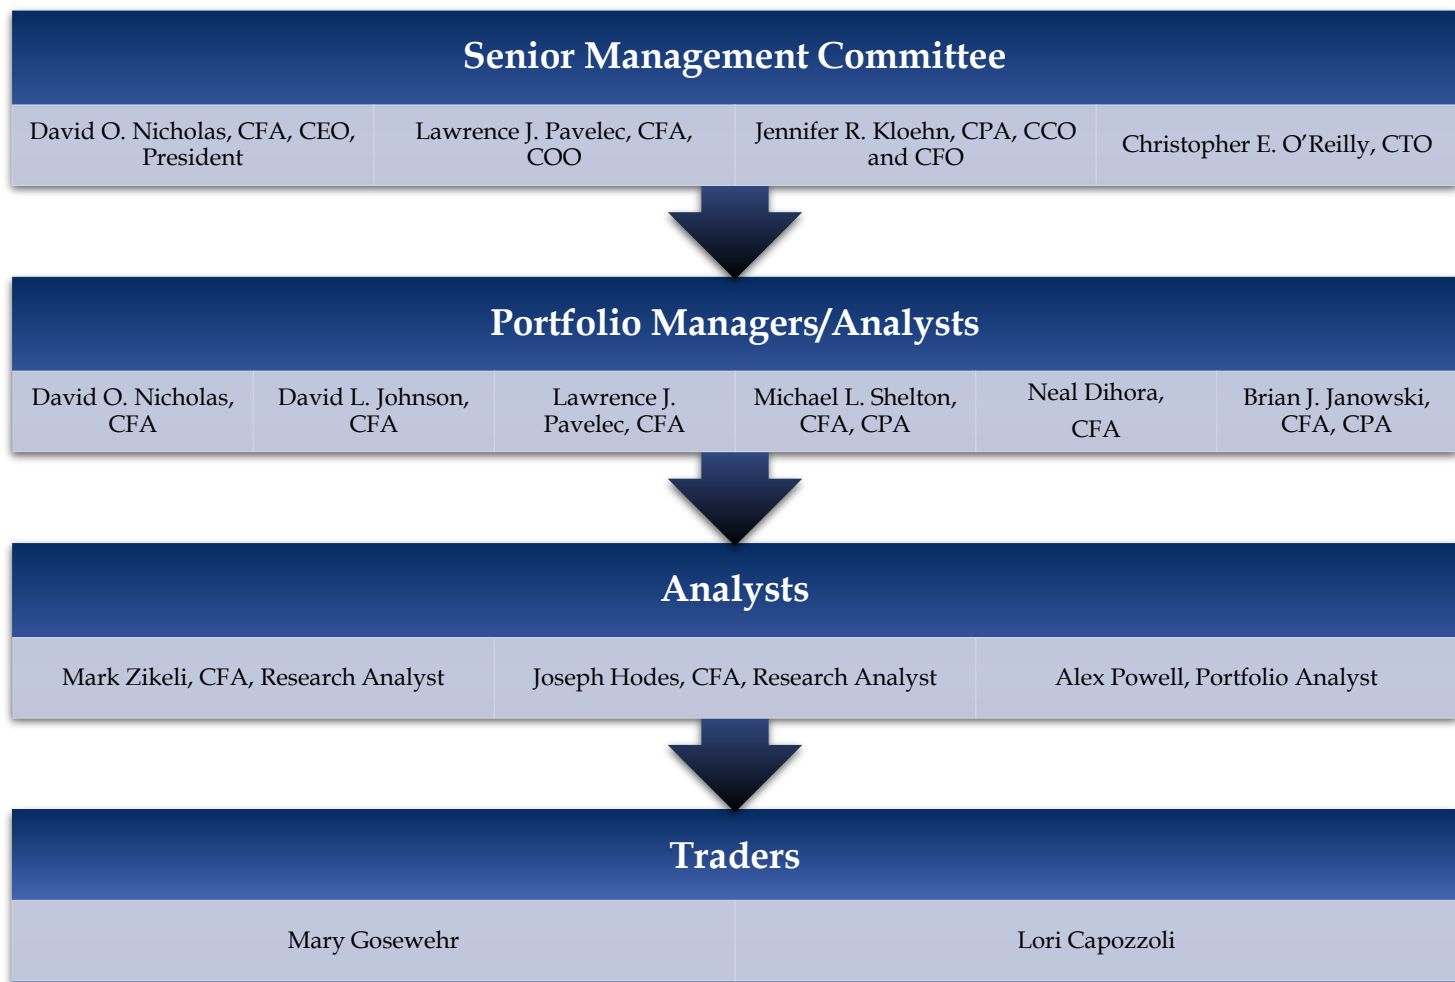 Senior Management Committee
David O. Nicholas, CFA, CEO,
President
Lawrence J. Pavelec, CFA,
COO
Jennifer R. Kloehn, CPA, CCO
and CFO
Christopher E. O'Reilly, CTO
Portfolio Managers/Analysts
David O. Nicholas,
CFA
David L. Johnson,
CFA
Lawrence J.
Pavelec, CFA
Michael L. Shelton,
CFA, CPA
Neal Dihora,
CFA
Brian J. Janowski,
CFA, CPA
Analysts
Mark Zikeli, CFA, Research Analyst
Joseph Hodes, CFA, Research Analyst
Alex Powell, Portfolio Analyst
Traders
Mary Gosewehr
Lori Capozzoli